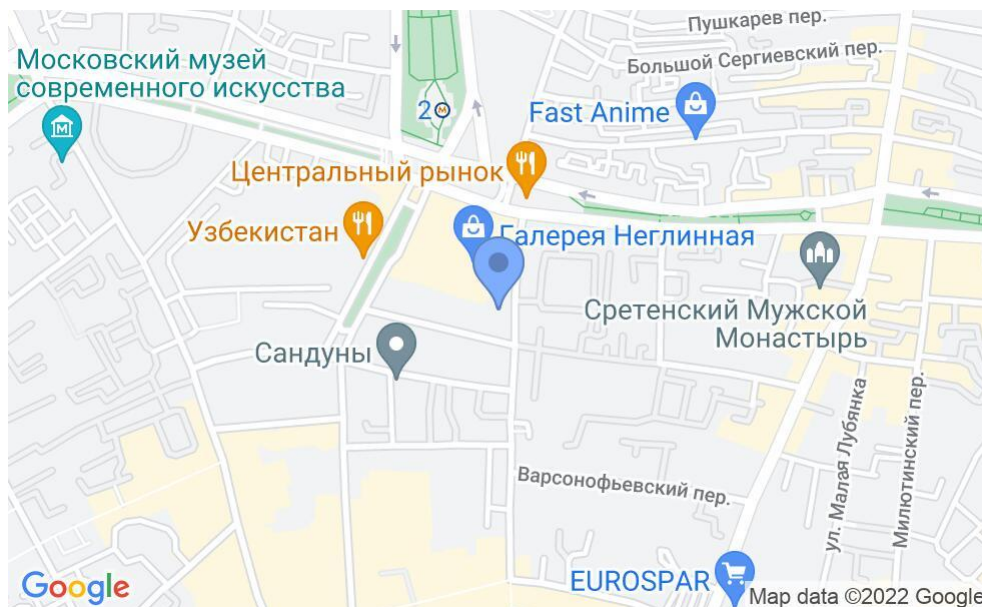 Пушкарев пер.
Московский музей
современного искусства
Большой Сергиевский пер.
2
Fast Anime
Центральный рынок
Узбекистан
Галерея Неглинная
Сретенский Мужской
Монастырь
Сандуны
ул. Малая Лубянка
Милютинский пер.
Варсонофьевский пер.
EUROSPAR
Google
Map data ©2022 Google